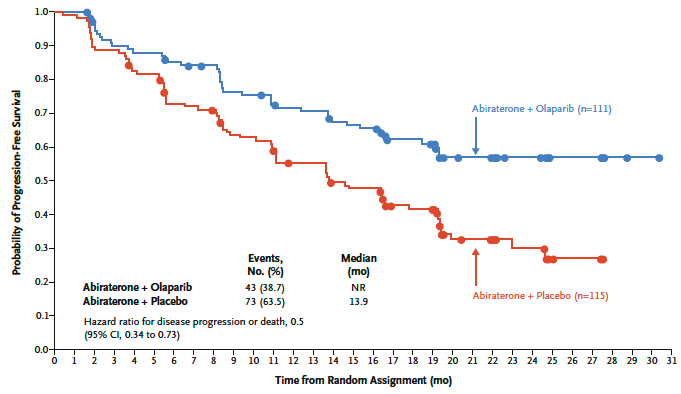 Probability of Progression-Free Survival
1.0
0.9
0.8
0.7
0.6
0.5
0.4
0.3
0.2
0.1
0.0
Abiraterone + Olaparib (n=111)
Abiraterone + Placebo (n=115)
Events, Median
No. (%) (mo)
Abiraterone + Olaparib 43 (38.7) NR
Abiraterone + Placebo 73 (63.5) 13.9
Hazard ratio for disease progression or death, 0.5
(95% CI, 0.34 to 0.73)
0 1 2 3 4 5 6 7 8 9 10 11 12 13 14 15 16 17 18 19 20 21 22 23 24 25 26 27 28 29 30 31
Time from Random Assignment (mo)